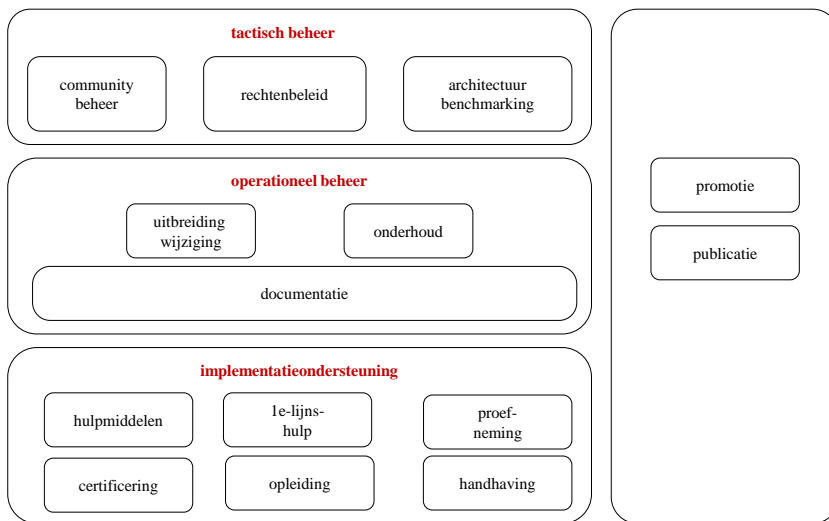 tactisch beheer
community
beheer
rechtenbeleid
architectuur
benchmarking
operationeel beheer
uitbreiding
wijziging
onderhoud
documentatie
implementatieondersteuning
hulpmiddelen
1e-lijns-
hulp
proef-
neming
certificering
opleiding
handhaving
promotie
publicatie